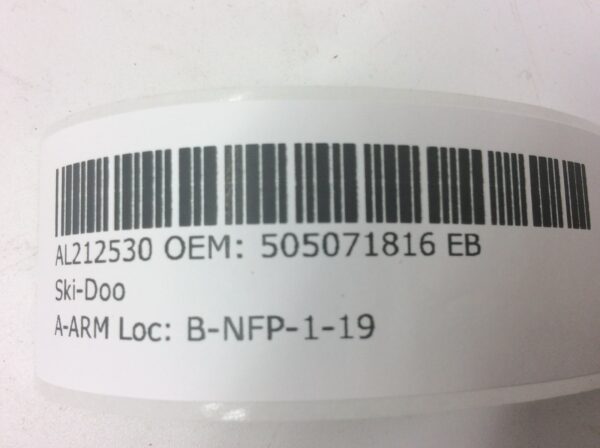 AL212530 OEM: 505071816 EB
Ski-Doo
A-ARM Loc: B-NFP-1-19